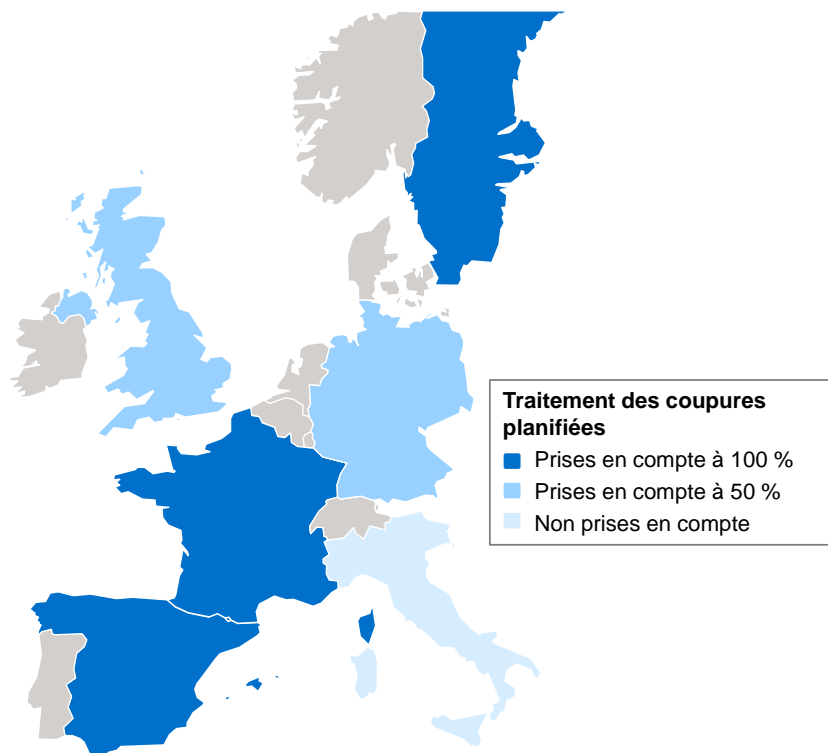 Traitement des coupures
planifiées
Prises en compte à 100 %
Prises en compte à 50 %
Non prises en compte